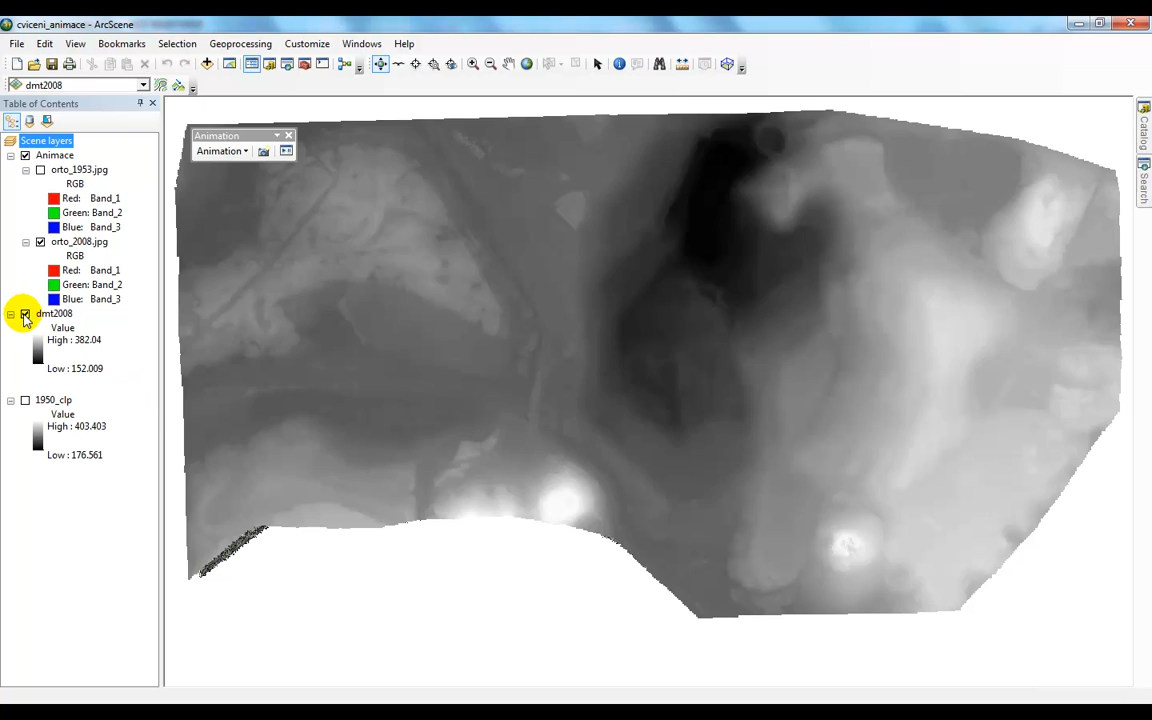 cviceni_animace - ArcScene
File Edit View Bookmarks Selection Geoprocessing Customize Windows Help
dmt2008
Table of Contents
Scene layers
Animace
orto_1953.jpg
RGB
Red: Band_1
Green: Band_2
Blue: Band_3
orto_2008.jpg
RGB
Red: Band_1
Green: Band_2
Blue: Band_3
dmt2008
Value
High : 382.04
Low : 152.009
1950_clp
Value
High : 403.403
Low : 176.561
Animation
Animation
Catalog
Search